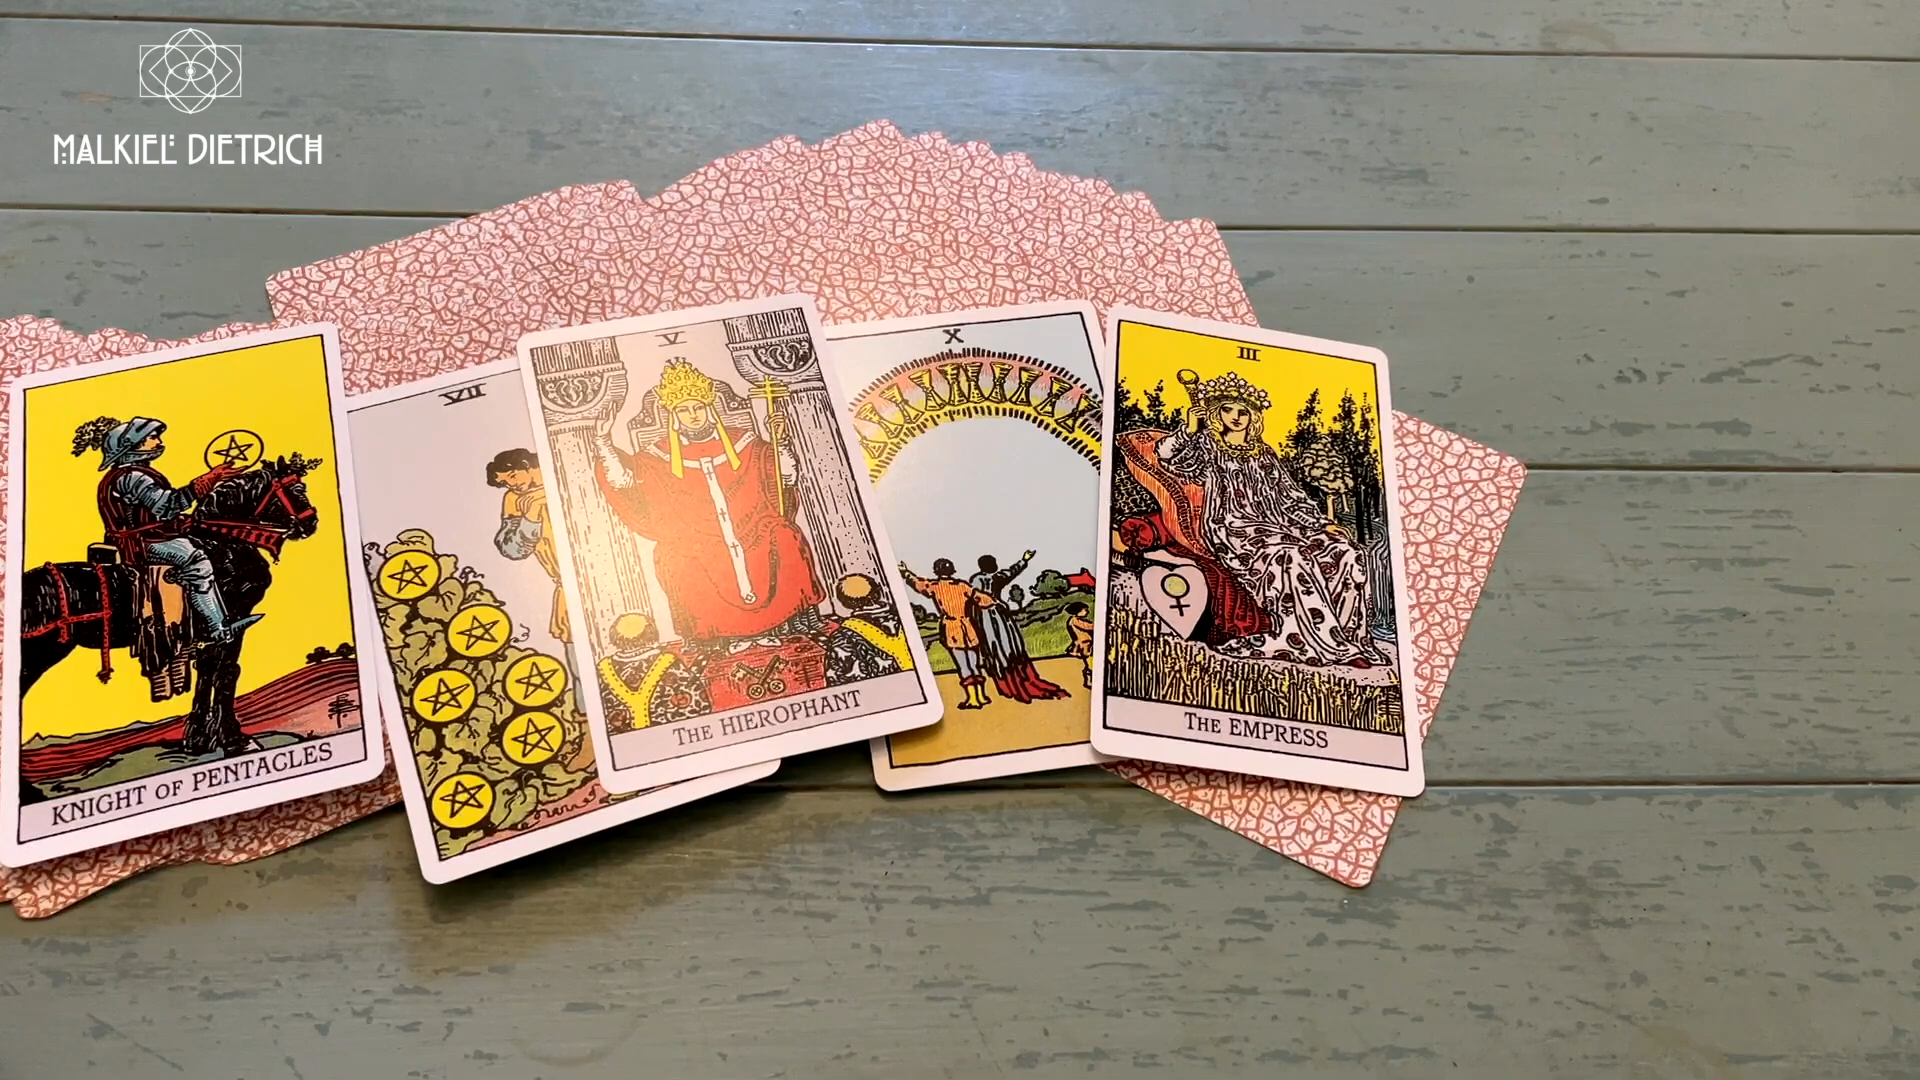 MALKIEL DIETRICH
KNIGHT OF PENTACLES
VII
V
THE HIEROPHANT
X
III
THE EMPRESS